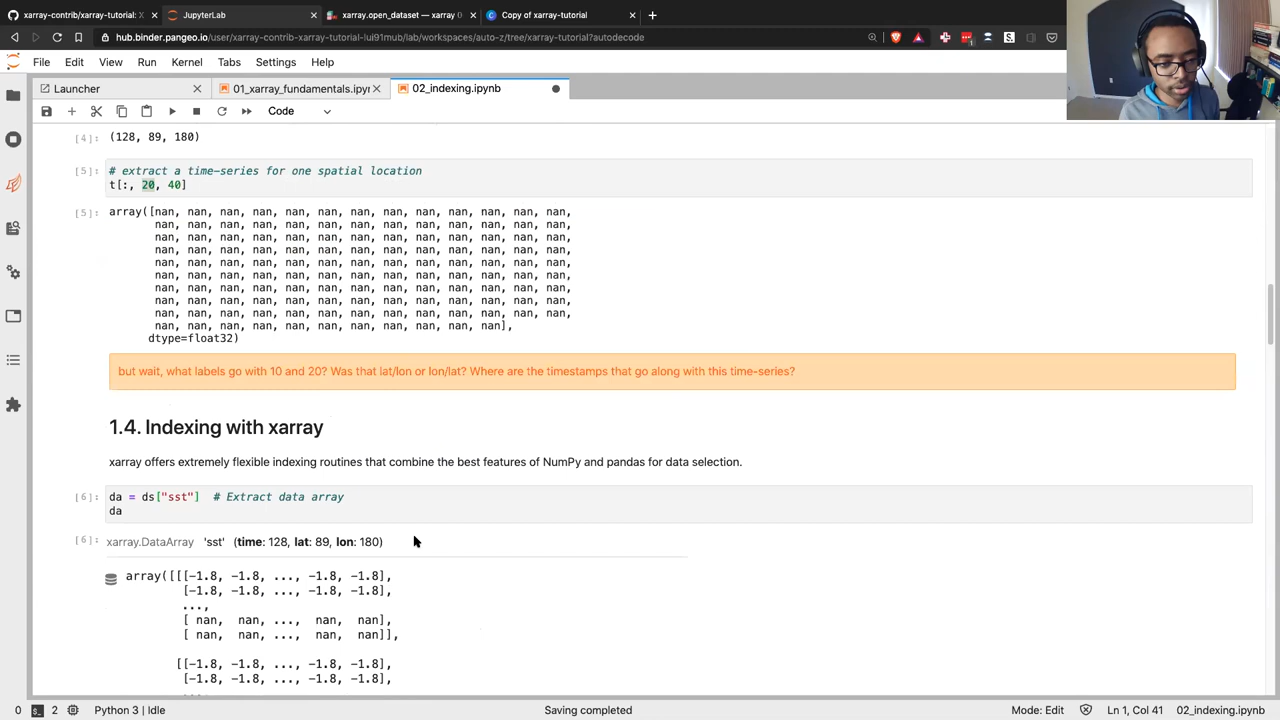 xarray-contrib/xarray-tutorial: X
JupyterLab
xarray.open_dataset — xarray
Copy of xarray-tutorial
hub.binder.pangeo.io/user/xarray-contrib-xarray-tutorial-lui91mub/lab/workspaces/auto-z/tree/xarray-tutorial?autodecode
File Edit View Run Kernel Tabs Settings Help
Launcher
01_xarray_fundamentals.ipyn
02_indexing.ipynb
Code
[4]: (128, 89, 180)
[5]: # extract a time-series for one spatial location
t[:, 20, 40]
[5]: array([nan, nan, nan, nan, nan, nan, nan, nan, nan, nan, nan, nan, nan,
nan, nan, nan, nan, nan, nan, nan, nan, nan, nan, nan, nan, nan,
nan, nan, nan, nan, nan, nan, nan, nan, nan, nan, nan, nan, nan,
nan, nan, nan, nan, nan, nan, nan, nan, nan, nan, nan, nan, nan,
nan, nan, nan, nan, nan, nan, nan, nan, nan, nan, nan, nan, nan,
nan, nan, nan, nan, nan, nan, nan, nan, nan, nan, nan, nan, nan,
nan, nan, nan, nan, nan, nan, nan, nan, nan, nan, nan, nan, nan,
nan, nan, nan, nan, nan, nan, nan, nan, nan, nan, nan, nan, nan,
nan, nan, nan, nan, nan, nan, nan, nan, nan, nan, nan, nan, nan,
nan, nan, nan, nan, nan, nan, nan, nan, nan, nan, nan],
dtype=float32)
but wait, what labels go with 10 and 20? Was that lat/lon or lon/lat? Where are the timestamps that go along with this time-series?
1.4. Indexing with xarray
xarray offers extremely flexible indexing routines that combine the best features of NumPy and pandas for data selection.
[6]: da = ds["sst"] # Extract data array
da
[6]: xarray.DataArray 'sst' (time: 128, lat: 89, lon: 180)
array([[[-1.8, -1.8, ..., -1.8, -1.8],
[-1.8, -1.8, ..., -1.8, -1.8],
...,
[ nan, nan, ..., nan, nan],
[ nan, nan, ..., nan, nan]],
[[-1.8, -1.8, ..., -1.8, -1.8],
[-1.8, -1.8, ..., -1.8, -1.8],
0 2 Python 3 | Idle Saving completed Mode: Edit Ln 1, Col 41 02_indexing.ipynb